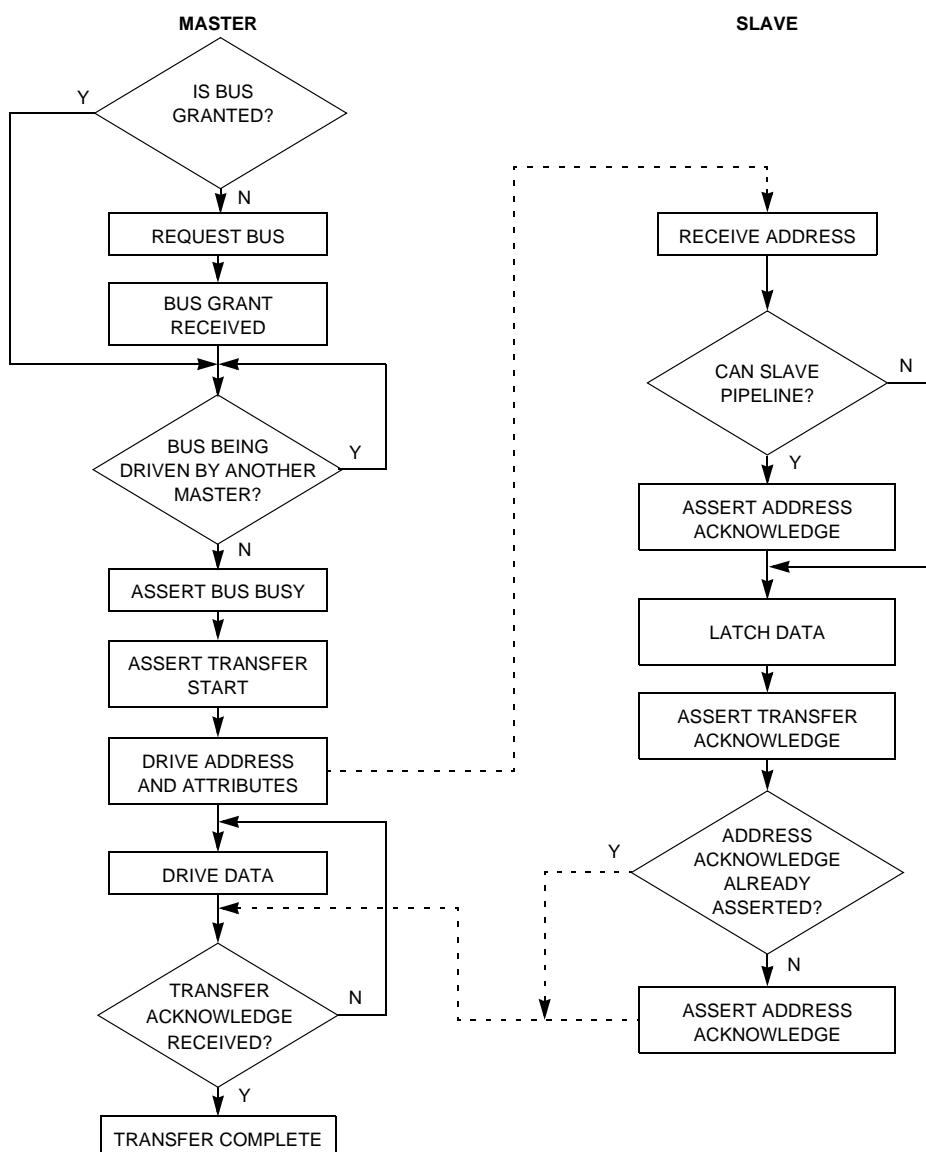 MASTER
IS BUS
GRANTED?
Y
N
REQUEST BUS
BUS GRANT
RECEIVED
BUS BEING
DRIVEN BY ANOTHER
MASTER?
Y
N
ASSERT BUS BUSY
ASSERT TRANSFER
START
DRIVE ADDRESS
AND ATTRIBUTES
DRIVE DATA
TRANSFER
ACKNOWLEDGE
RECEIVED?
N
Y
TRANSFER COMPLETE
SLAVE
RECEIVE ADDRESS
CAN SLAVE
PIPELINE?
N
Y
ASSERT ADDRESS
ACKNOWLEDGE
LATCH DATA
ASSERT TRANSFER
ACKNOWLEDGE
ADDRESS
ACKNOWLEDGE
ALREADY
ASSERTED?
Y
N
ASSERT ADDRESS
ACKNOWLEDGE